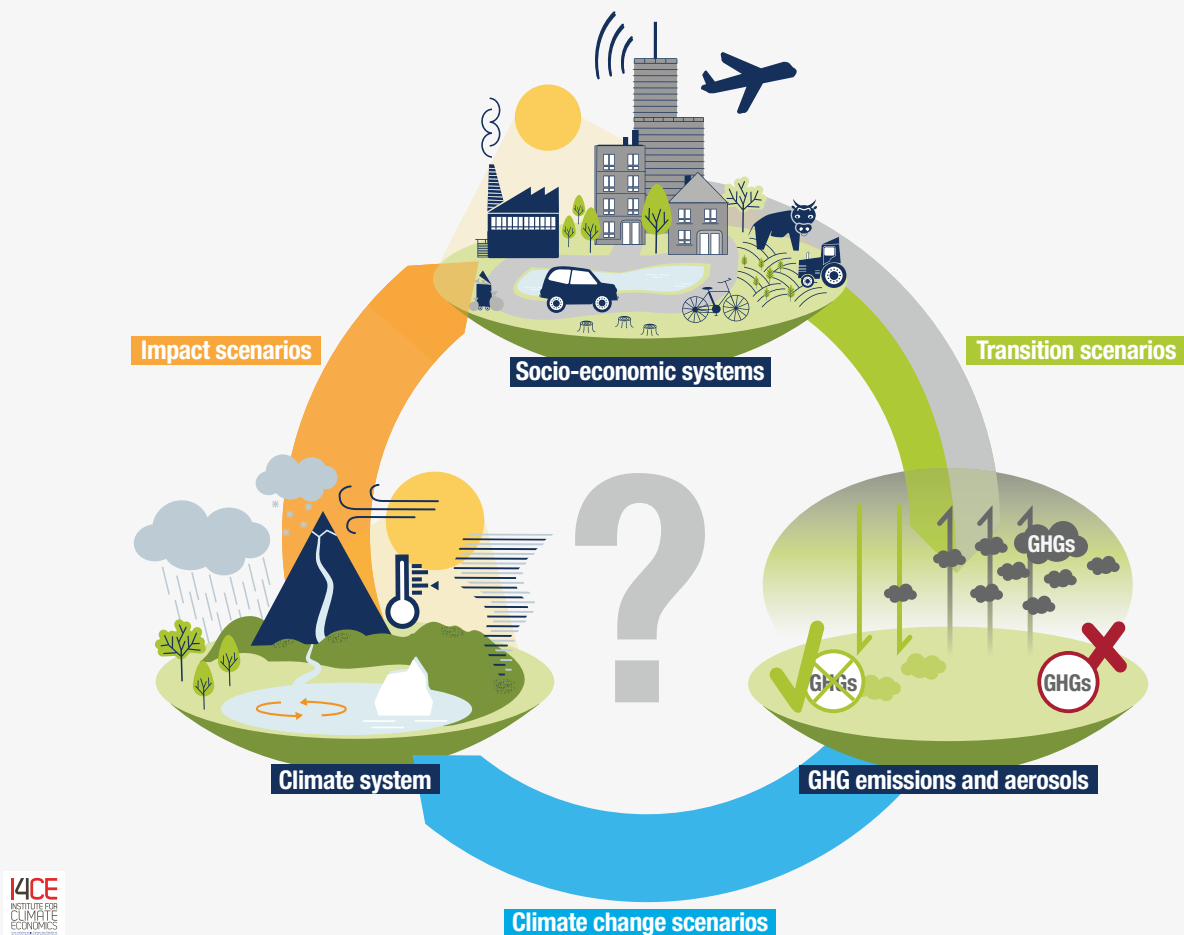 Impact scenarios
Transition scenarios
Socio-economic systems
GHGs
GHGs
GHGs
Climate system
GHG emissions and aerosols
Climate change scenarios
?
I4CE
INSTITUTE FOR
CLIMATE
ECONOMICS